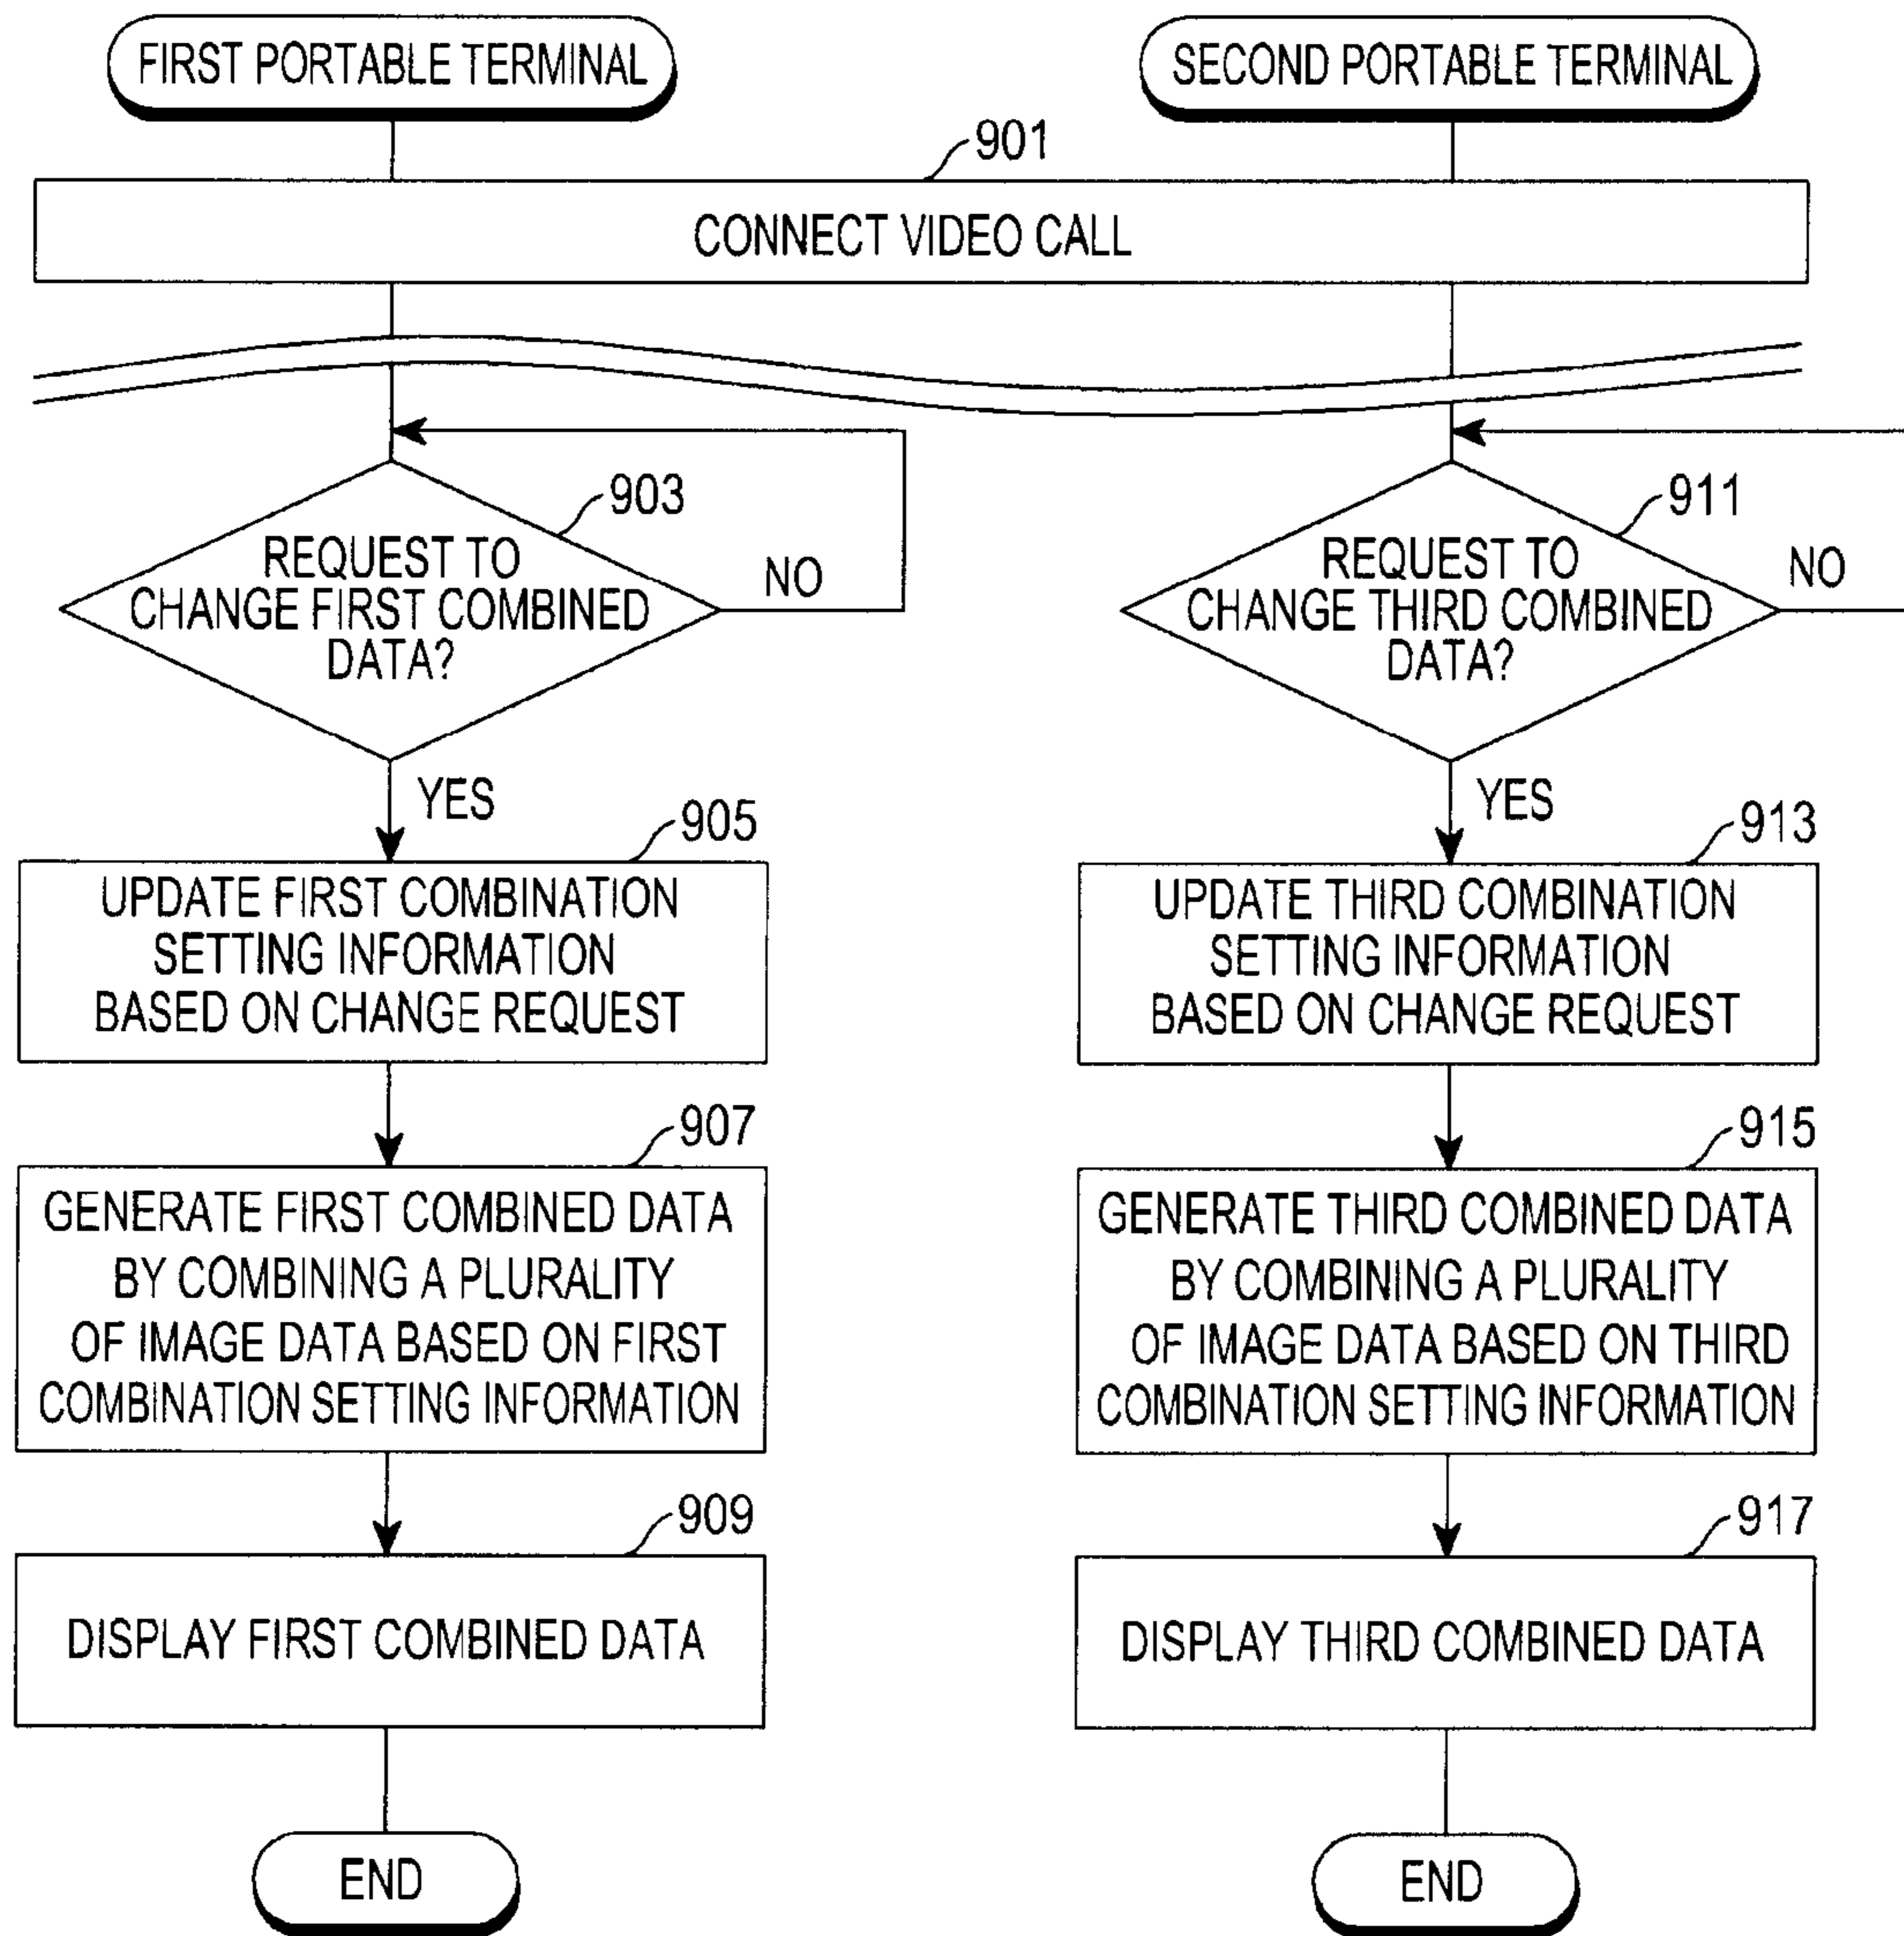 FIRST PORTABLE TERMINAL
SECOND PORTABLE TERMINAL
901
CONNECT VIDEO CALL
903
REQUEST TO
CHANGE FIRST COMBINED
DATA?
NO
YES
905
UPDATE FIRST COMBINATION
SETTING INFORMATION
BASED ON CHANGE REQUEST
907
GENERATE FIRST COMBINED DATA
BY COMBINING A PLURALITY
OF IMAGE DATA BASED ON FIRST
COMBINATION SETTING INFORMATION
909
DISPLAY FIRST COMBINED DATA
END
911
REQUEST TO
CHANGE THIRD COMBINED
DATA?
NO
YES
913
UPDATE THIRD COMBINATION
SETTING INFORMATION
BASED ON CHANGE REQUEST
915
GENERATE THIRD COMBINED DATA
BY COMBINING A PLURALITY
OF IMAGE DATA BASED ON THIRD
COMBINATION SETTING INFORMATION
917
DISPLAY THIRD COMBINED DATA
END